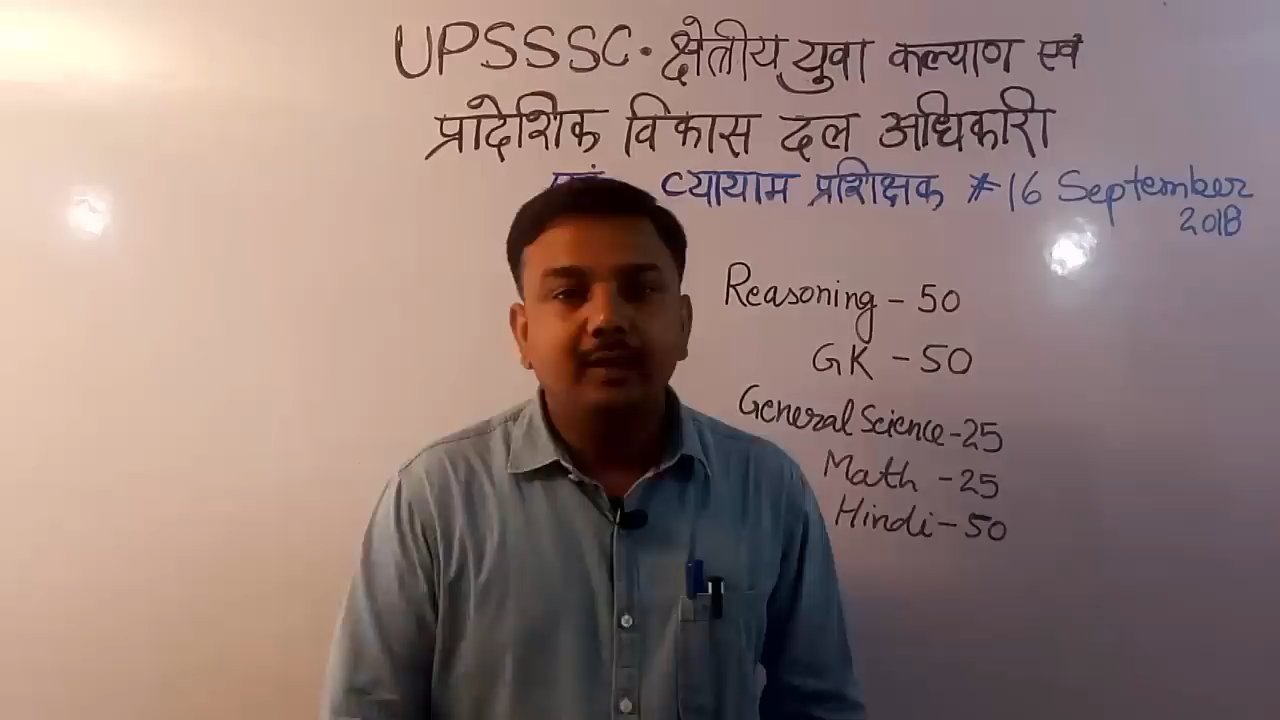 UPSSSC. क्षेत्रीय युवा कल्याण एवं
प्रादेशिक विकास दल अधिकारी
एवं व्यायाम प्रशिक्षक # 16 September
2018
Reasoning - 50
GK - 50
General Science - 25
Math - 25
Hindi - 50